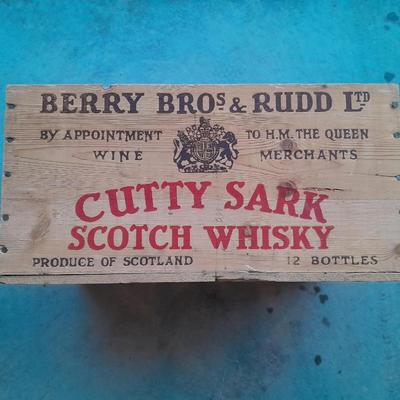 BERRY BROS & RUDD LTD
BY APPOINTMENT TO H.M. THE QUEEN
WINE MERCHANTS
CUTTY SARK
SCOTCH WHISKY
PRODUCE OF SCOTLAND 12 BOTTLES